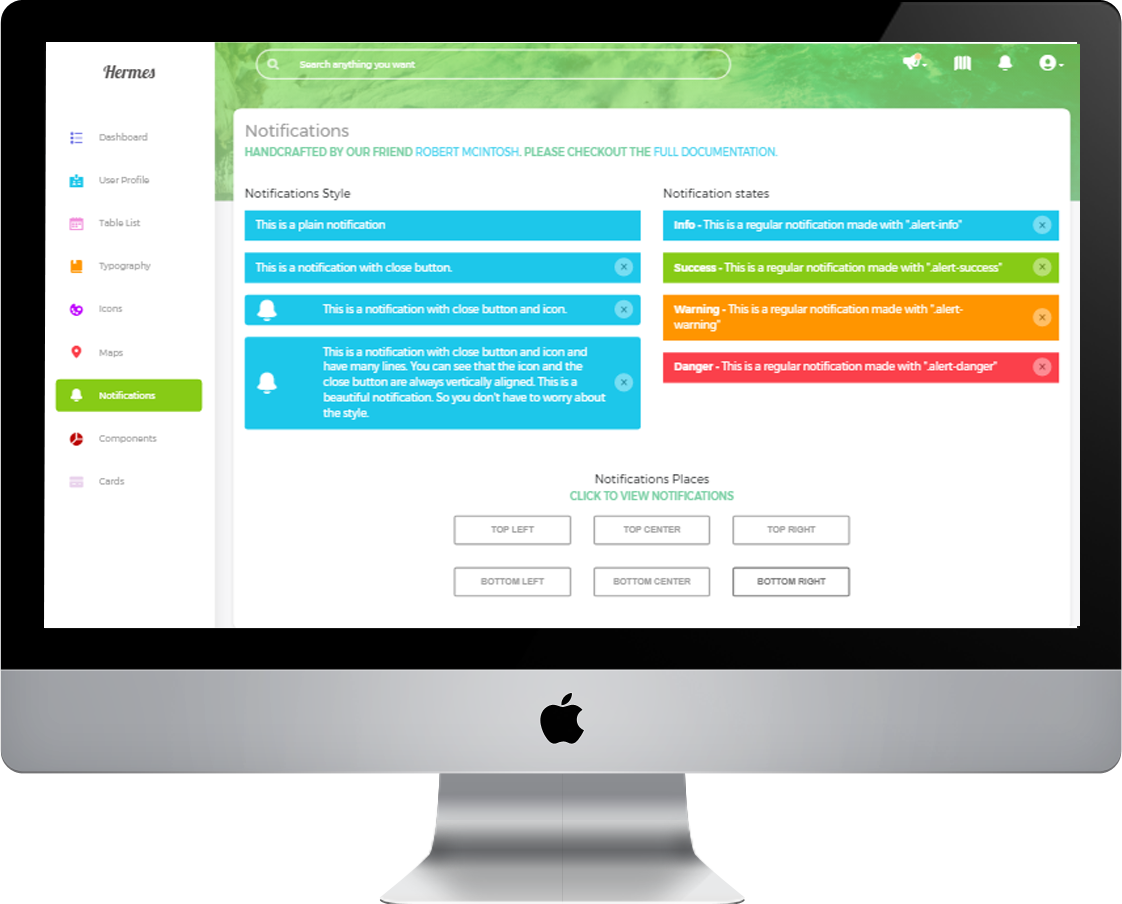 Hermes
Search anything you want
Dashboard
User Profile
Table List
Typography
Icons
Maps
Notifications
Components
Cards
Notifications
HANDCRAFTED BY OUR FRIEND ROBERT MCINTOSH. PLEASE CHECKOUT THE FULL DOCUMENTATION.
Notifications Style
This is a plain notification
This is a notification with close button.
This is a notification with close button and icon.
This is a notification with close button and icon and
have many lines. You can see that the icon and the
close button are always vertically aligned. This is a
beautiful notification. So you don't have to worry about
the style.
Notification states
Info - This is a regular notification made with ".alert-info"
Success - This is a regular notification made with ".alert-success"
Warning - This is a regular notification made with ".alert-
warning"
Danger - This is a regular notification made with ".alert-danger"
Notifications Places
CLICK TO VIEW NOTIFICATIONS
TOP LEFT
TOP CENTER
TOP RIGHT
BOTTOM LEFT
BOTTOM CENTER
BOTTOM RIGHT